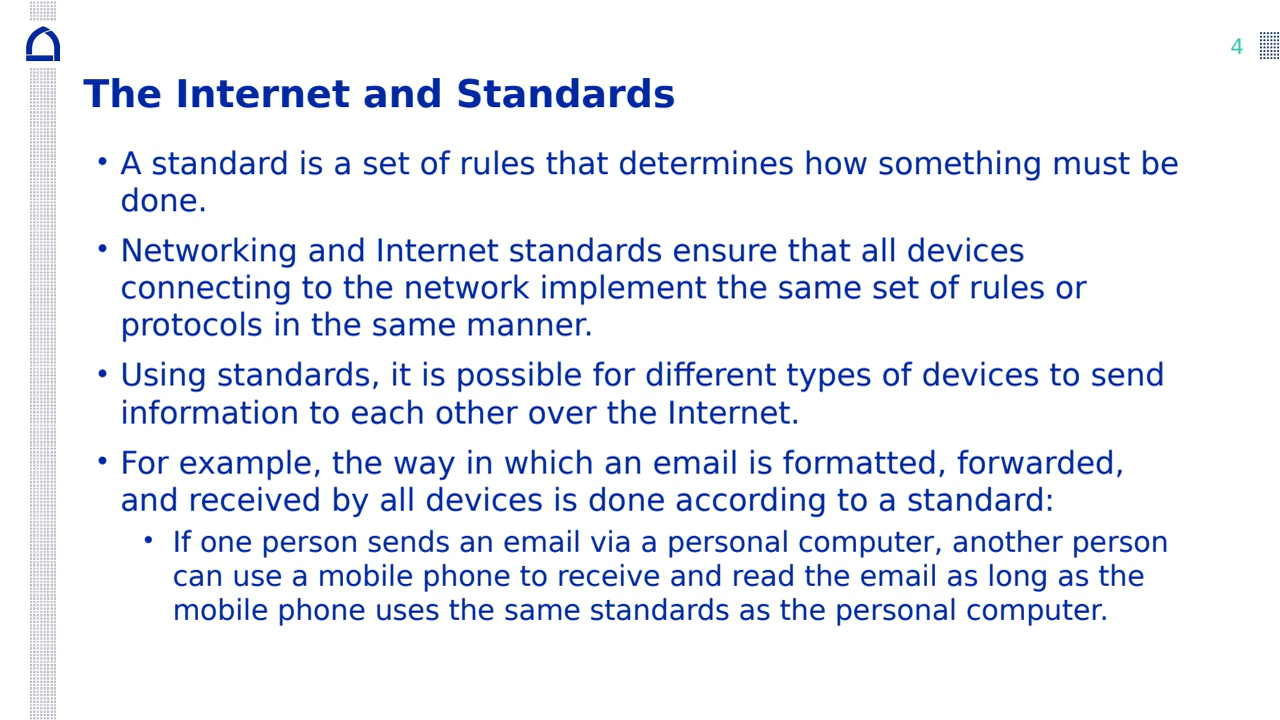 4
The Internet and Standards
• A standard is a set of rules that determines how something must be
done.
• Networking and Internet standards ensure that all devices
connecting to the network implement the same set of rules or
protocols in the same manner.
• Using standards, it is possible for different types of devices to send
information to each other over the Internet.
• For example, the way in which an email is formatted, forwarded,
and received by all devices is done according to a standard:
• If one person sends an email via a personal computer, another person
can use a mobile phone to receive and read the email as long as the
mobile phone uses the same standards as the personal computer.